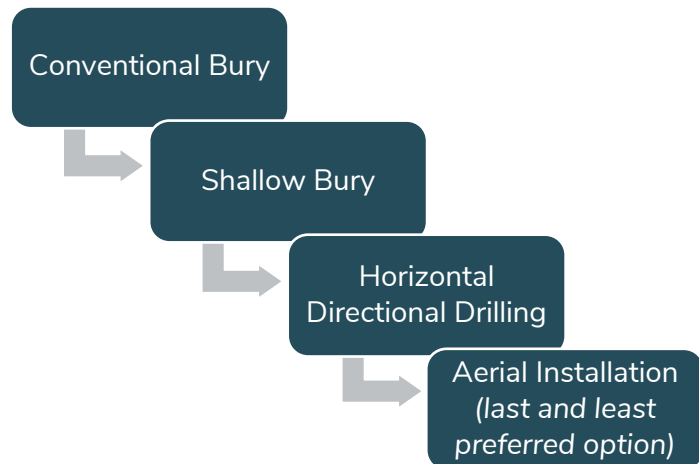 Conventional Bury
Shallow Bury
Horizontal
Directional Drilling
Aerial Installation
(last and least
preferred option)